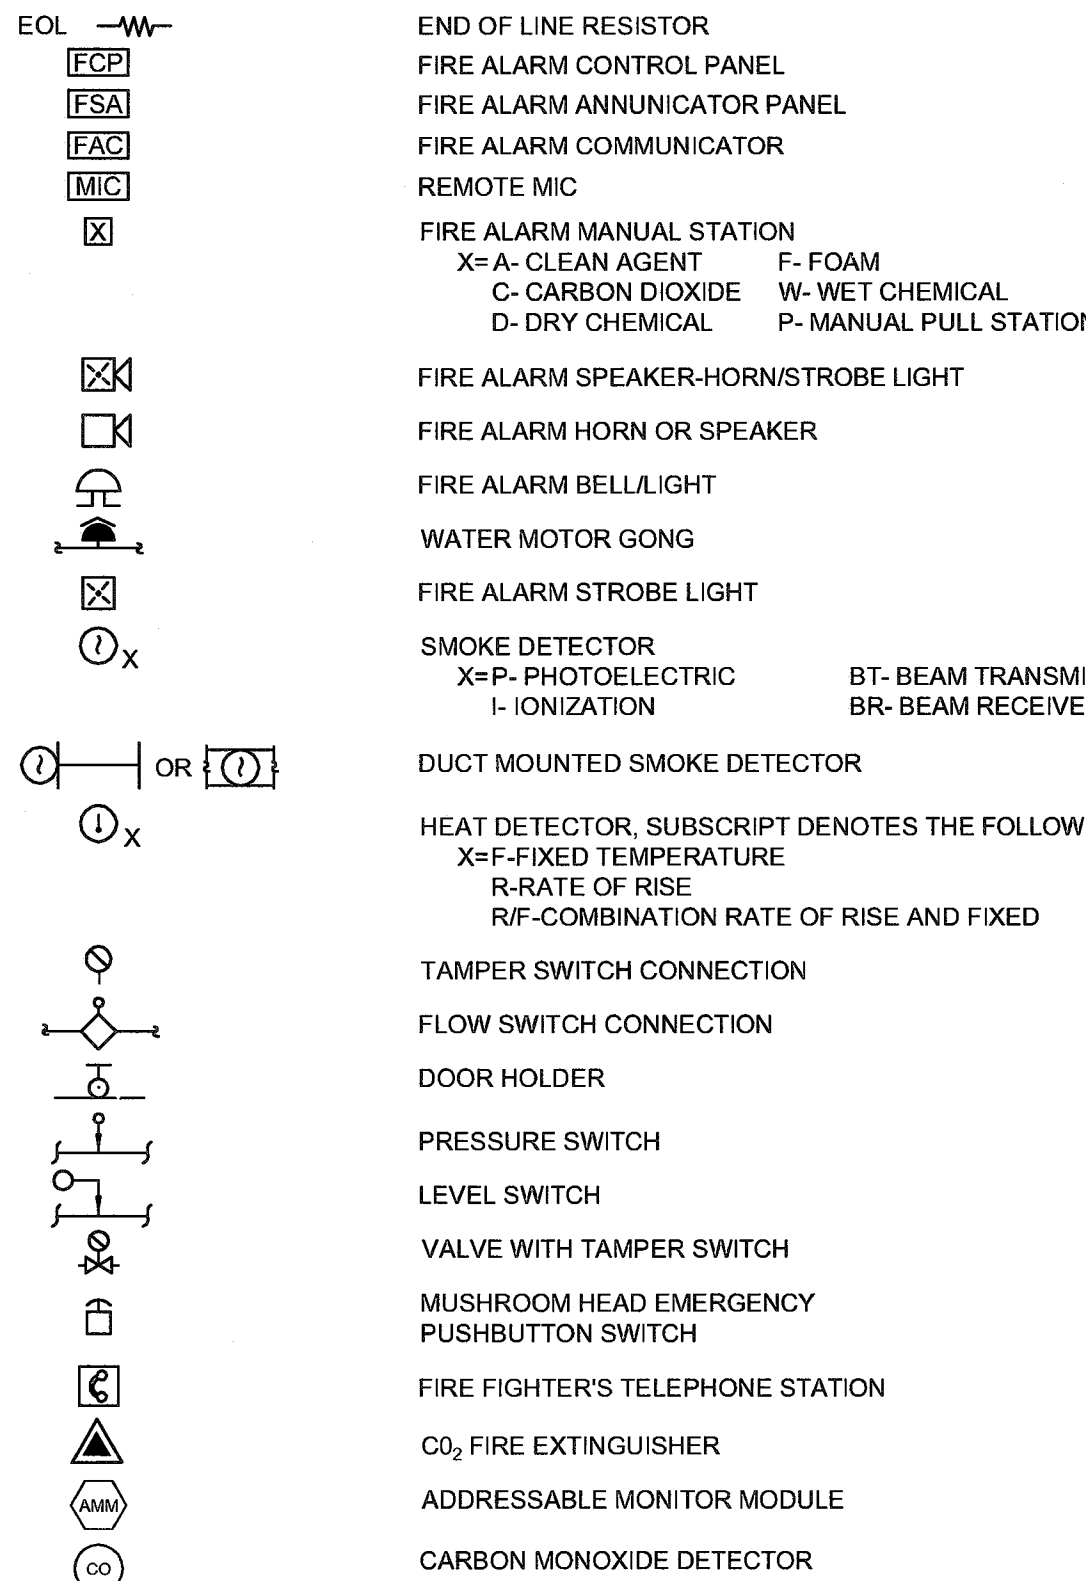 EOL END OF LINE RESISTOR
FCP FIRE ALARM CONTROL PANEL
FSA FIRE ALARM ANNUNICATOR PANEL
FAC FIRE ALARM COMMUNICATOR
MIC REMOTE MIC
X FIRE ALARM MANUAL STATION
X= A- CLEAN AGENT F- FOAM
C- CARBON DIOXIDE W- WET CHEMICAL
D- DRY CHEMICAL P- MANUAL PULL STATION
FIRE ALARM SPEAKER-HORN/STROBE LIGHT
FIRE ALARM HORN OR SPEAKER
FIRE ALARM BELL/LIGHT
WATER MOTOR GONG
FIRE ALARM STROBE LIGHT
X SMOKE DETECTOR
X=P- PHOTOELECTRIC BT- BEAM TRANSMI
I- IONIZATION BR- BEAM RECEIVE
OR DUCT MOUNTED SMOKE DETECTOR
X HEAT DETECTOR, SUBSCRIPT DENOTES THE FOLLOW
X=F-FIXED TEMPERATURE
R-RATE OF RISE
R/F-COMBINATION RATE OF RISE AND FIXED
TAMPER SWITCH CONNECTION
FLOW SWITCH CONNECTION
DOOR HOLDER
PRESSURE SWITCH
LEVEL SWITCH
VALVE WITH TAMPER SWITCH
MUSHROOM HEAD EMERGENCY
PUSHBUTTON SWITCH
FIRE FIGHTER'S TELEPHONE STATION
C0₂ FIRE EXTINGUISHER
AMM ADDRESSABLE MONITOR MODULE
CO CARBON MONOXIDE DETECTOR